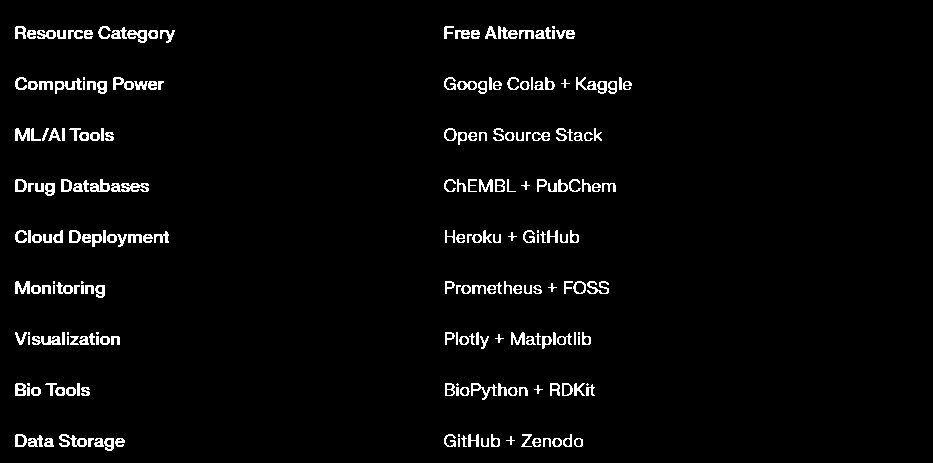 Resource Category Free Alternative
Computing Power Google Colab + Kaggle
ML/AI Tools Open Source Stack
Drug Databases ChEMBL + PubChem
Cloud Deployment Heroku + GitHub
Monitoring Prometheus + FOSS
Visualization Plotly + Matplotlib
Bio Tools BioPython + RDKit
Data Storage GitHub + Zenodo